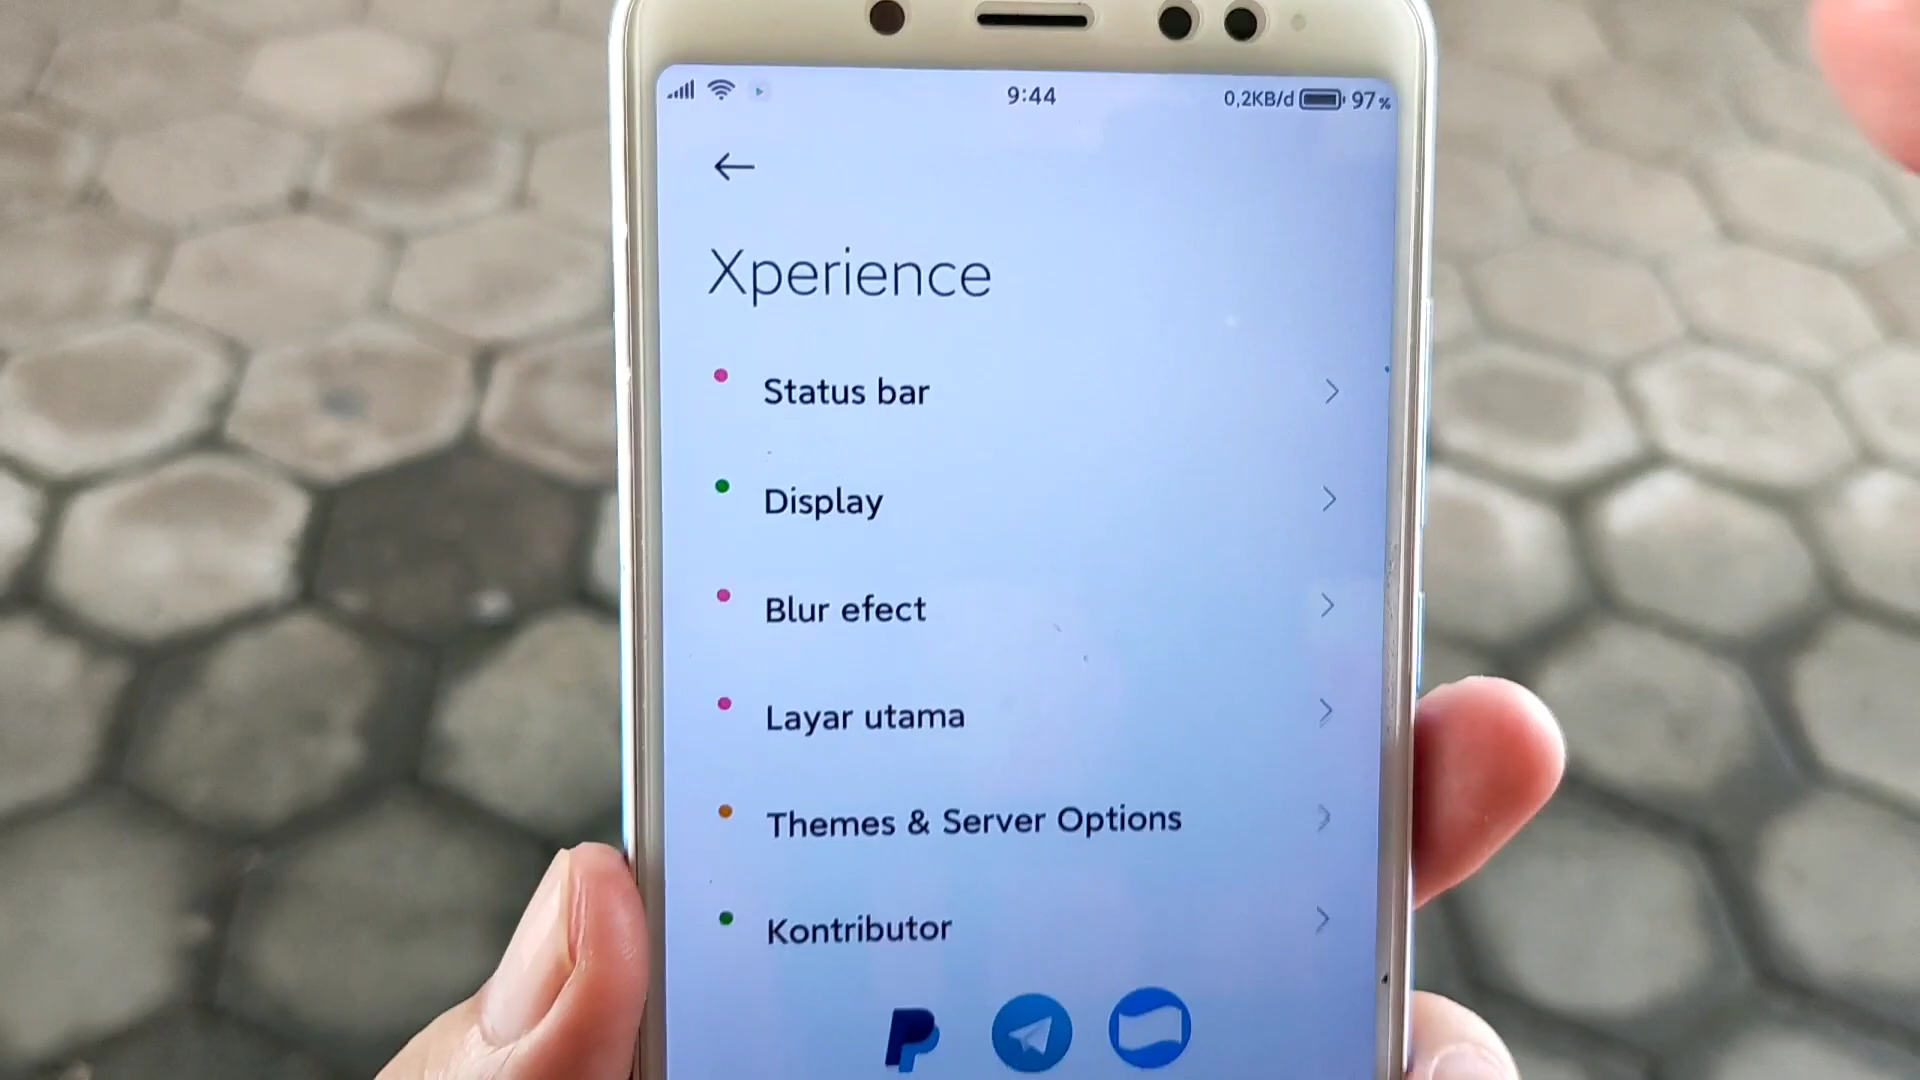 9:44
0,2KB/d 97%
Xperience
Status bar
Display
Blur efect
Layar utama
Themes & Server Options
Kontributor